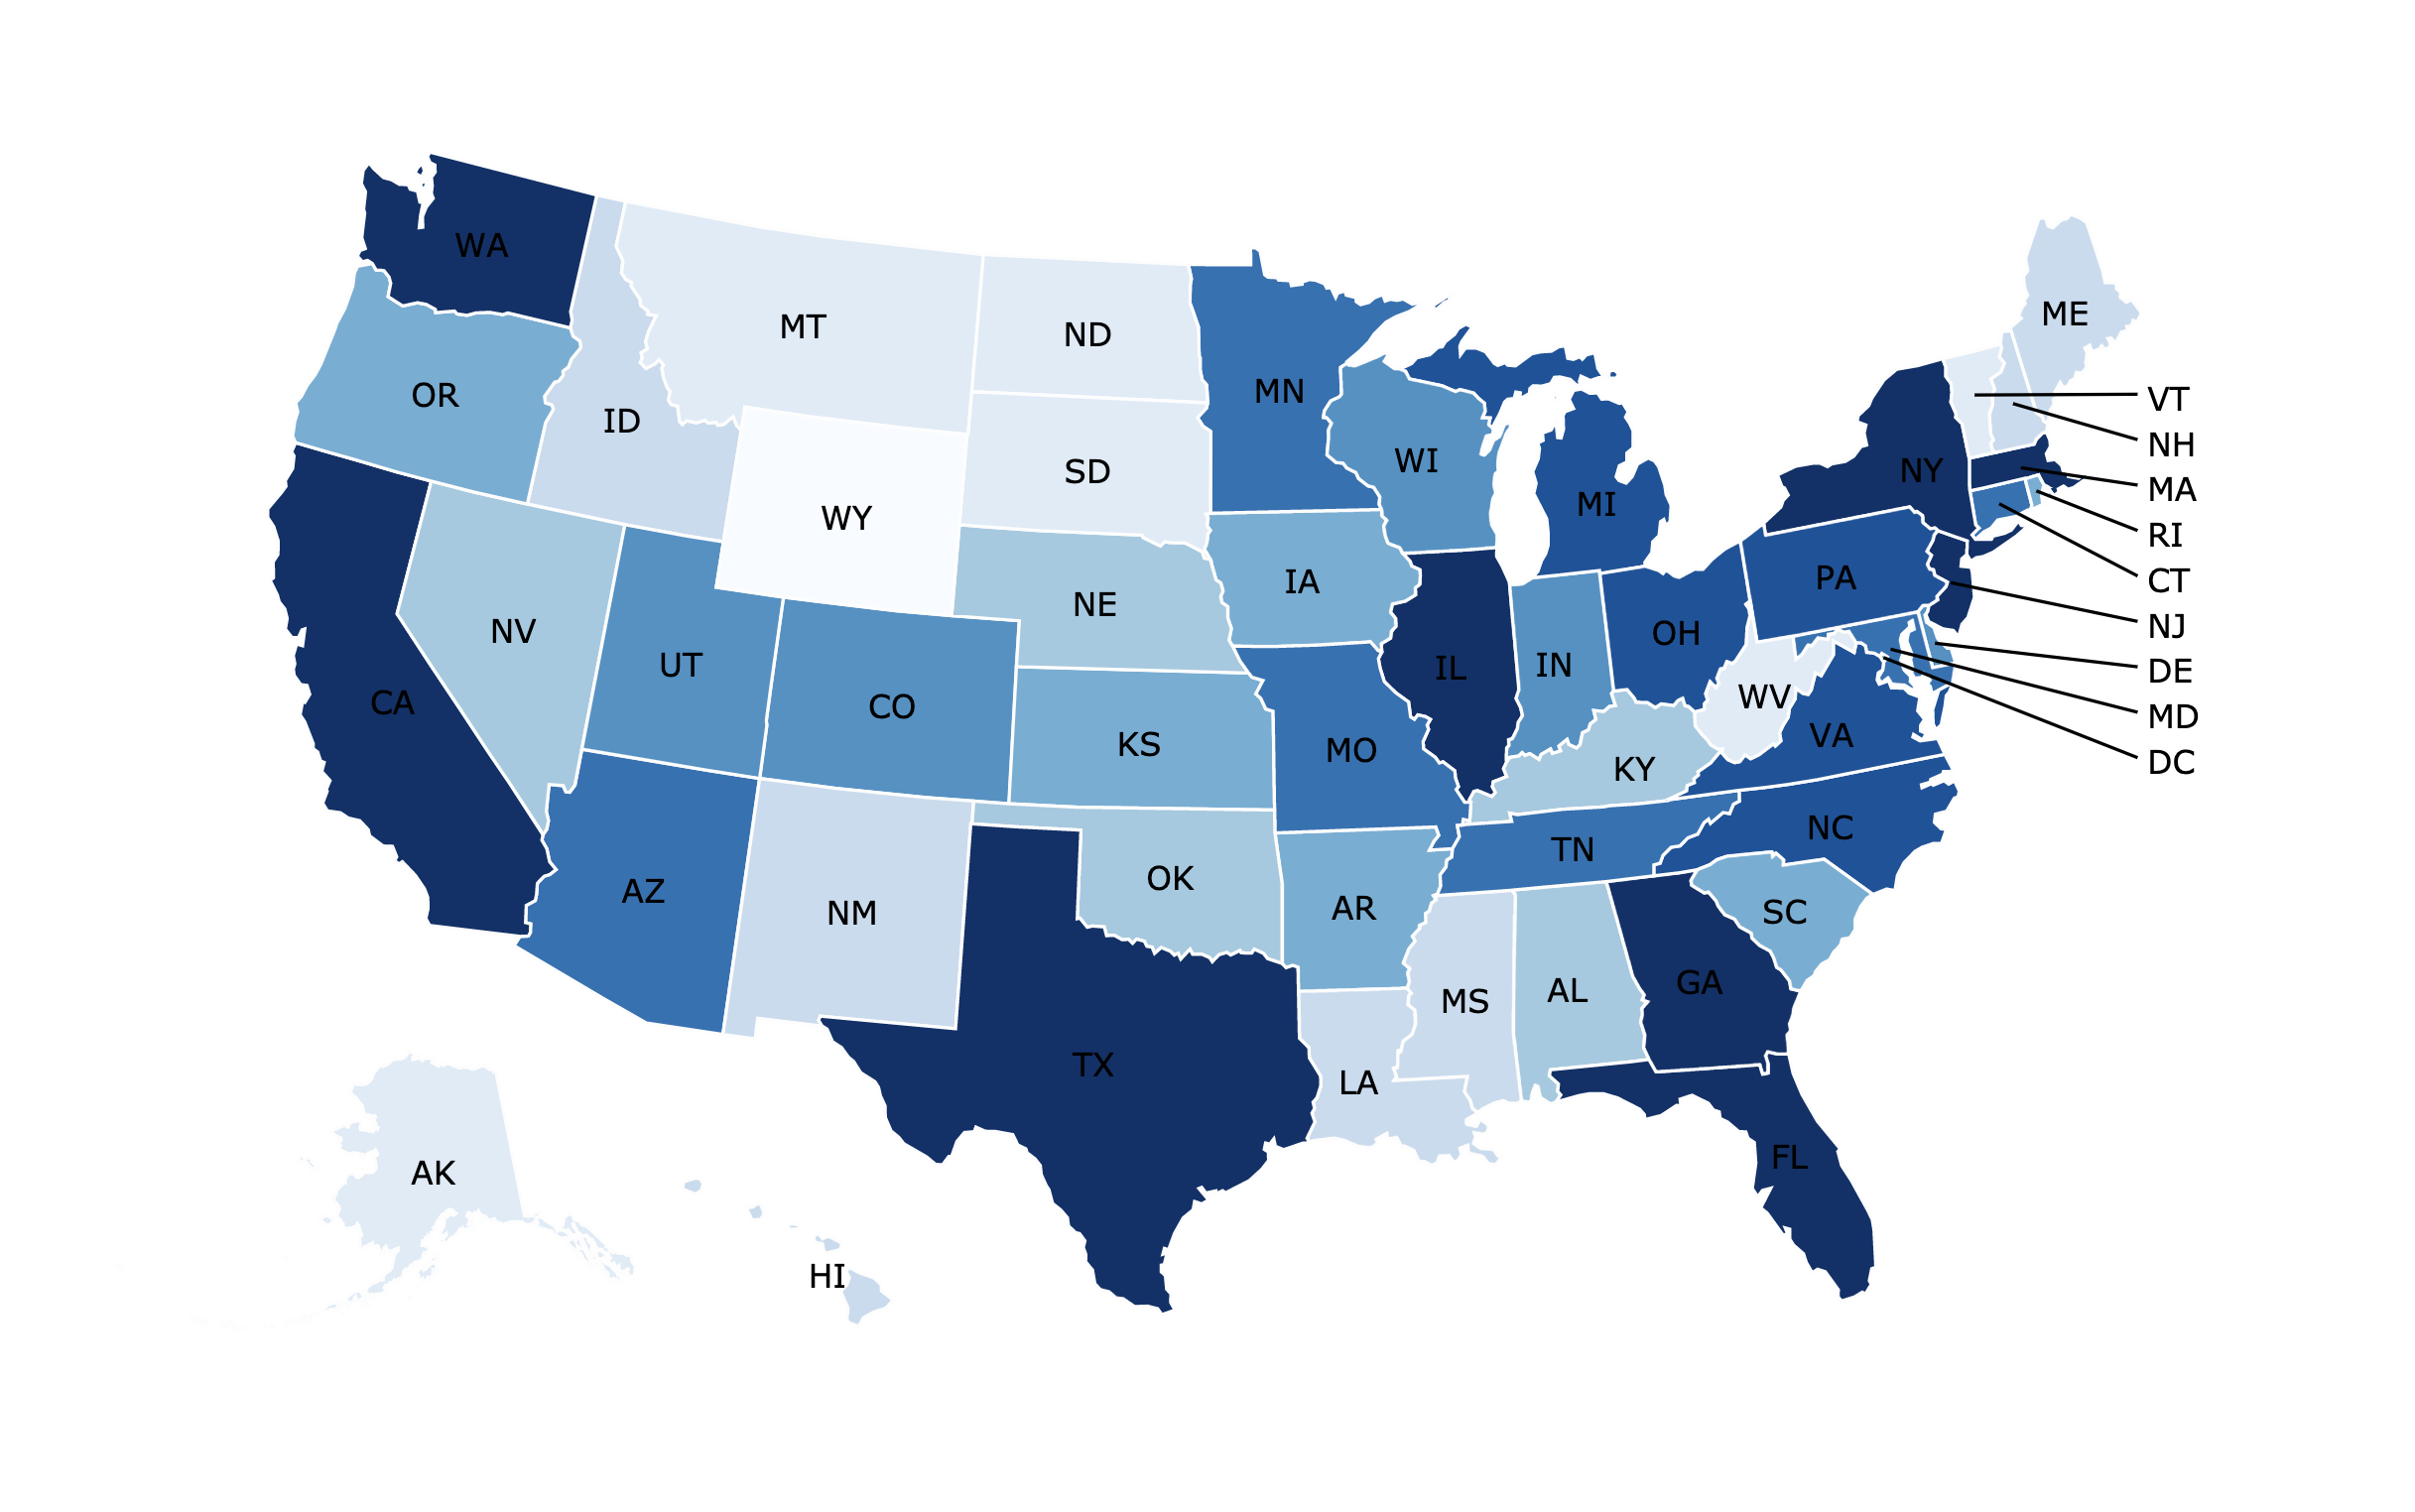 WA
MT
ND
ME
MN
OR
VT
ID
NH
WI
SD
NY
MA
MI
WY
RI
PA
CT
IA
NE
NJ
NV
OH
UT
IN
IL
DE
WV
CA
CO
MD
VA
KS
MO
DC
KY
NC
TN
OK
AZ
AR
SC
NM
GA
AL
MS
TX
LA
FL
AK
HI